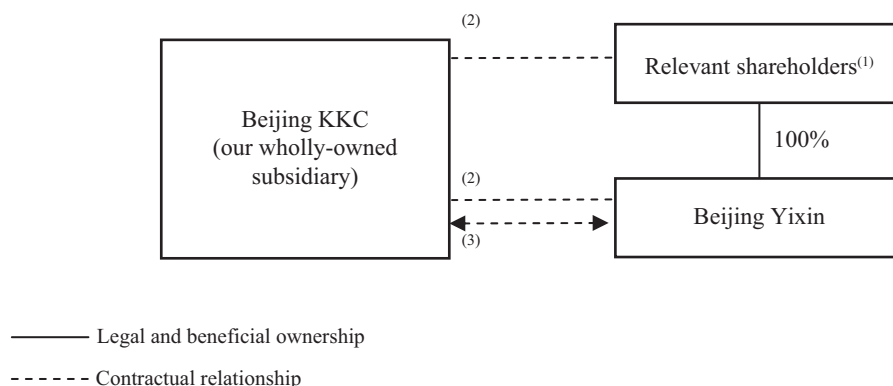 (2)
Relevant shareholders(1)
Beijing KKC
(our wholly-owned
subsidiary)
100%
(2)
Beijing Yixin
(3)
Legal and beneficial ownership
Contractual relationship